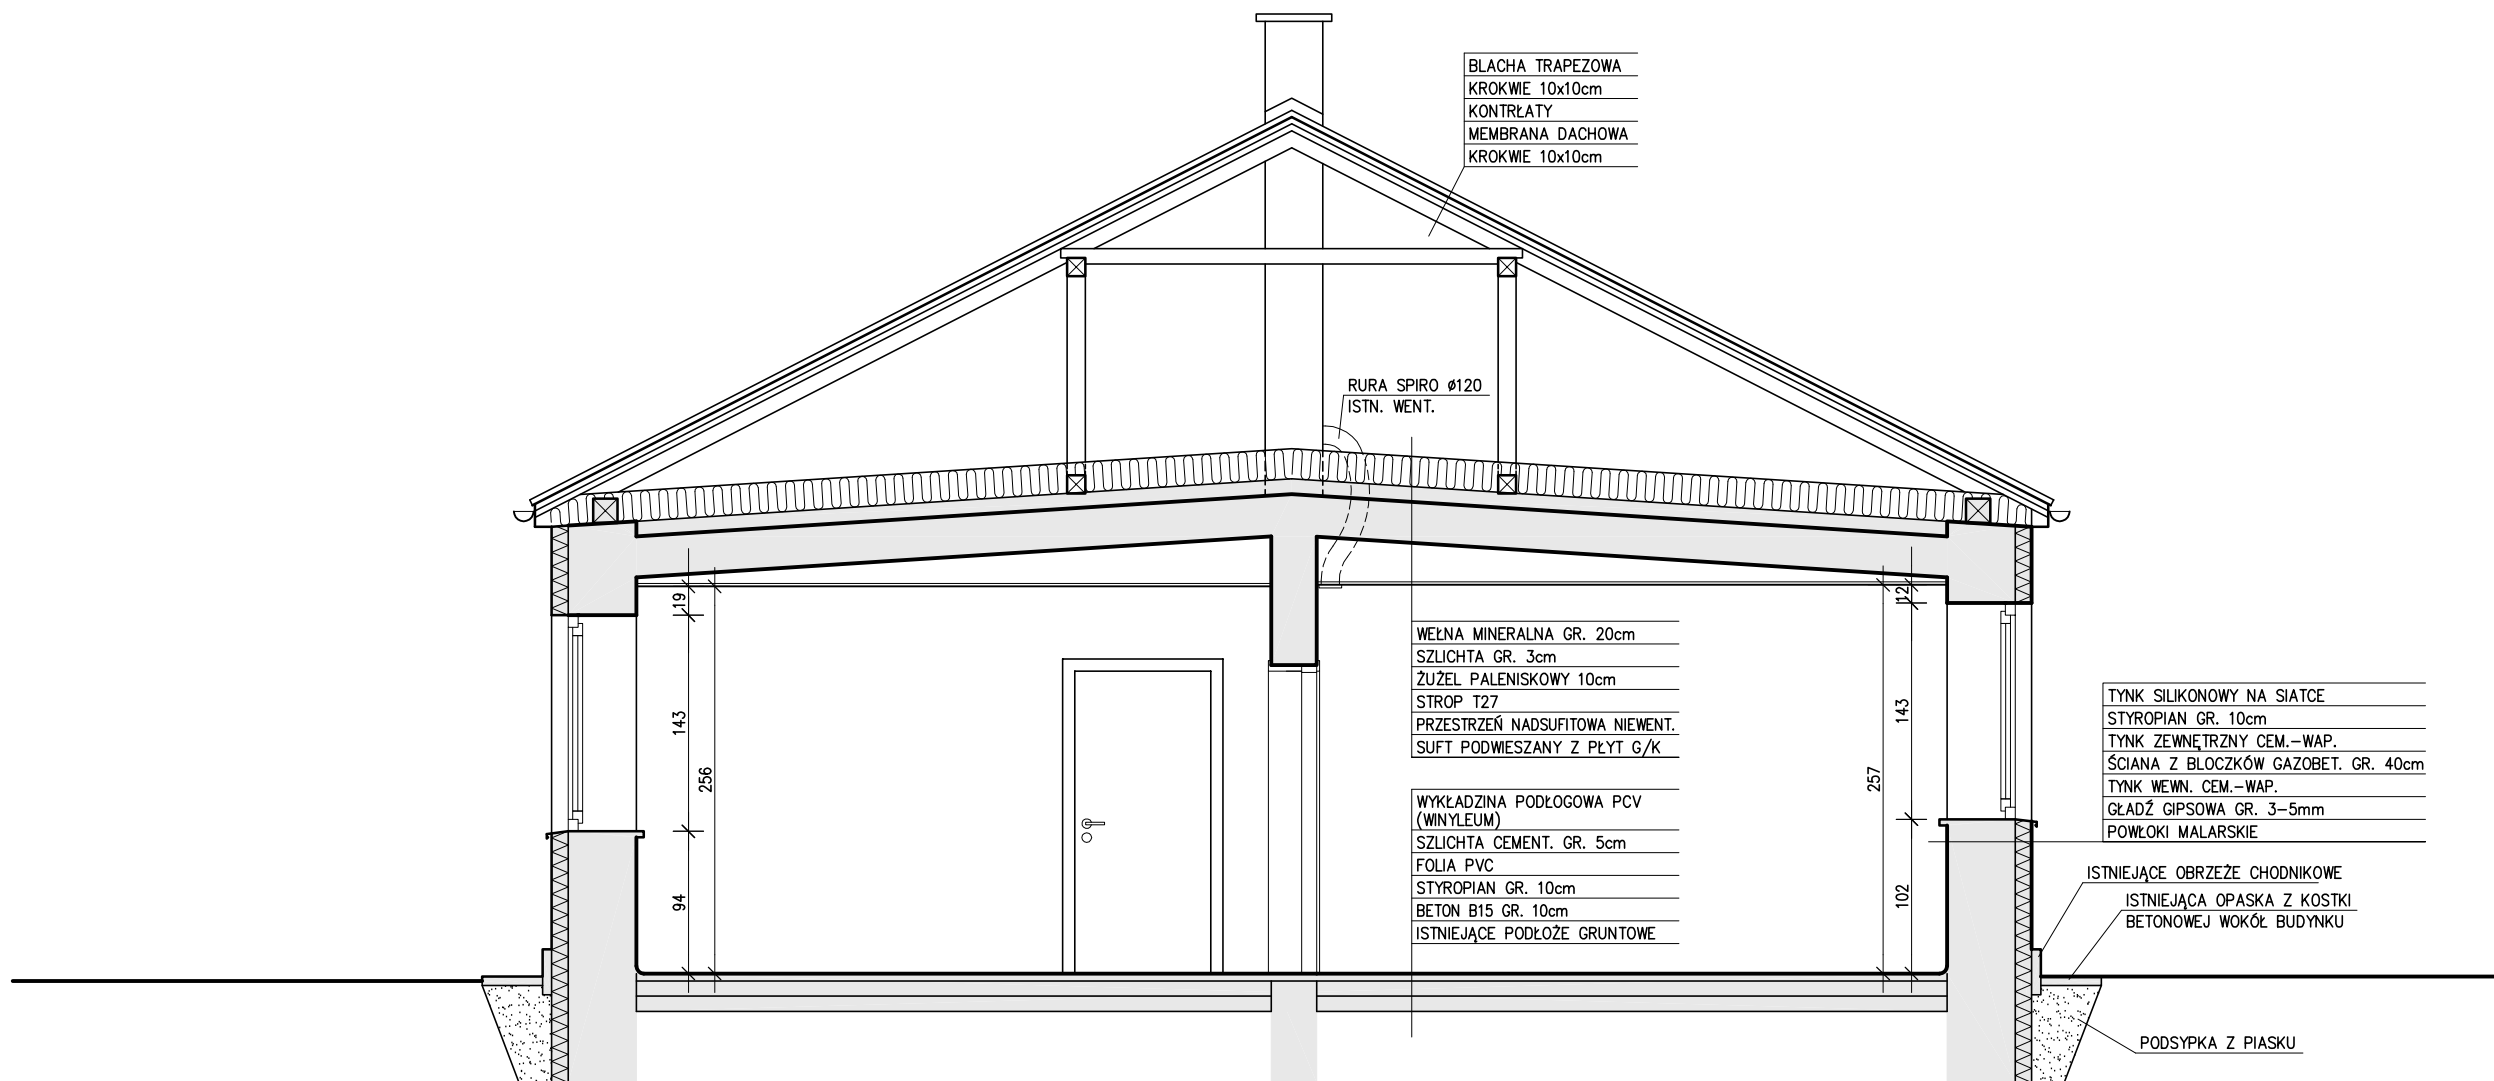 BLACHA TRAPEZOWA
KROKWIE 10x10cm
KONTRŁATY
MEMBRANA DACHOWA
KROKWIE 10x10cm
RURA SPIRO Ø120
ISTN. WENT.
19
143
256
94
WEŁNA MINERALNA GR. 20cm
SZLICHTA GR. 3cm
ŻUŻEL PALENISKOWY 10cm
STROP T27
PRZESTRZEŃ NADSUFITOWA NIEWENT.
SUFT PODWIESZANY Z PŁYT G/K
WYKŁADZINA PODŁOGOWA PCV
(WINYLEUM)
SZLICHTA CEMENT. GR. 5cm
FOLIA PVC
STYROPIAN GR. 10cm
BETON B15 GR. 10cm
ISTNIEJĄCE PODŁOŻE GRUNTOWE
12
143
257
102
TYNK SILIKONOWY NA SIATCE
STYROPIAN GR. 10cm
TYNK ZEWNĘTRZNY CEM.-WAP.
ŚCIANA Z BLOCZKÓW GAZOBET. GR. 40cm
TYNK WEWN. CEM.-WAP.
GŁADŹ GIPSOWA GR. 3-5mm
POWŁOKI MALARSKIE
ISTNIEJĄCE OBRZEŻE CHODNIKOWE
ISTNIEJĄCA OPASKA Z KOSTKI
BETONOWEJ WOKÓŁ BUDYNKU
PODSYPKA Z PIASKU